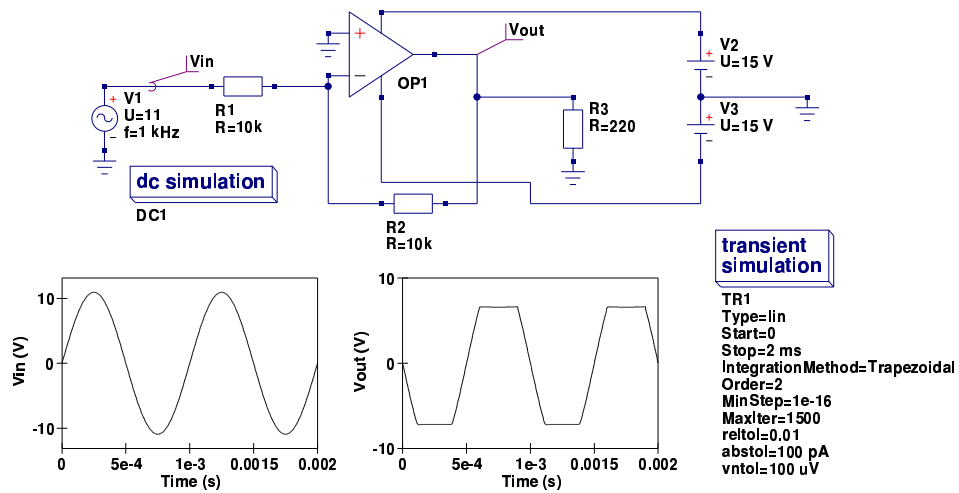 Vin
V1
U=11
f=1 kHz
R1
R=10k
+
−
OP1
Vout
V2
U=15 V
V3
U=15 V
R3
R=220
dc simulation
DC1
R2
R=10k
transient
simulation
TR1
Type=lin
Start=0
Stop=2 ms
IntegrationMethod=Trapezoidal
Order=2
MinStep=1e-16
MaxIter=1500
reltol=0.01
abstol=100 pA
vntol=100 uV
Vin (V)
10
0
-10
0
5e-4
1e-3
0.0015
0.002
Time (s)
Vout (V)
10
0
-10
0
5e-4
1e-3
0.0015
0.002
Time (s)